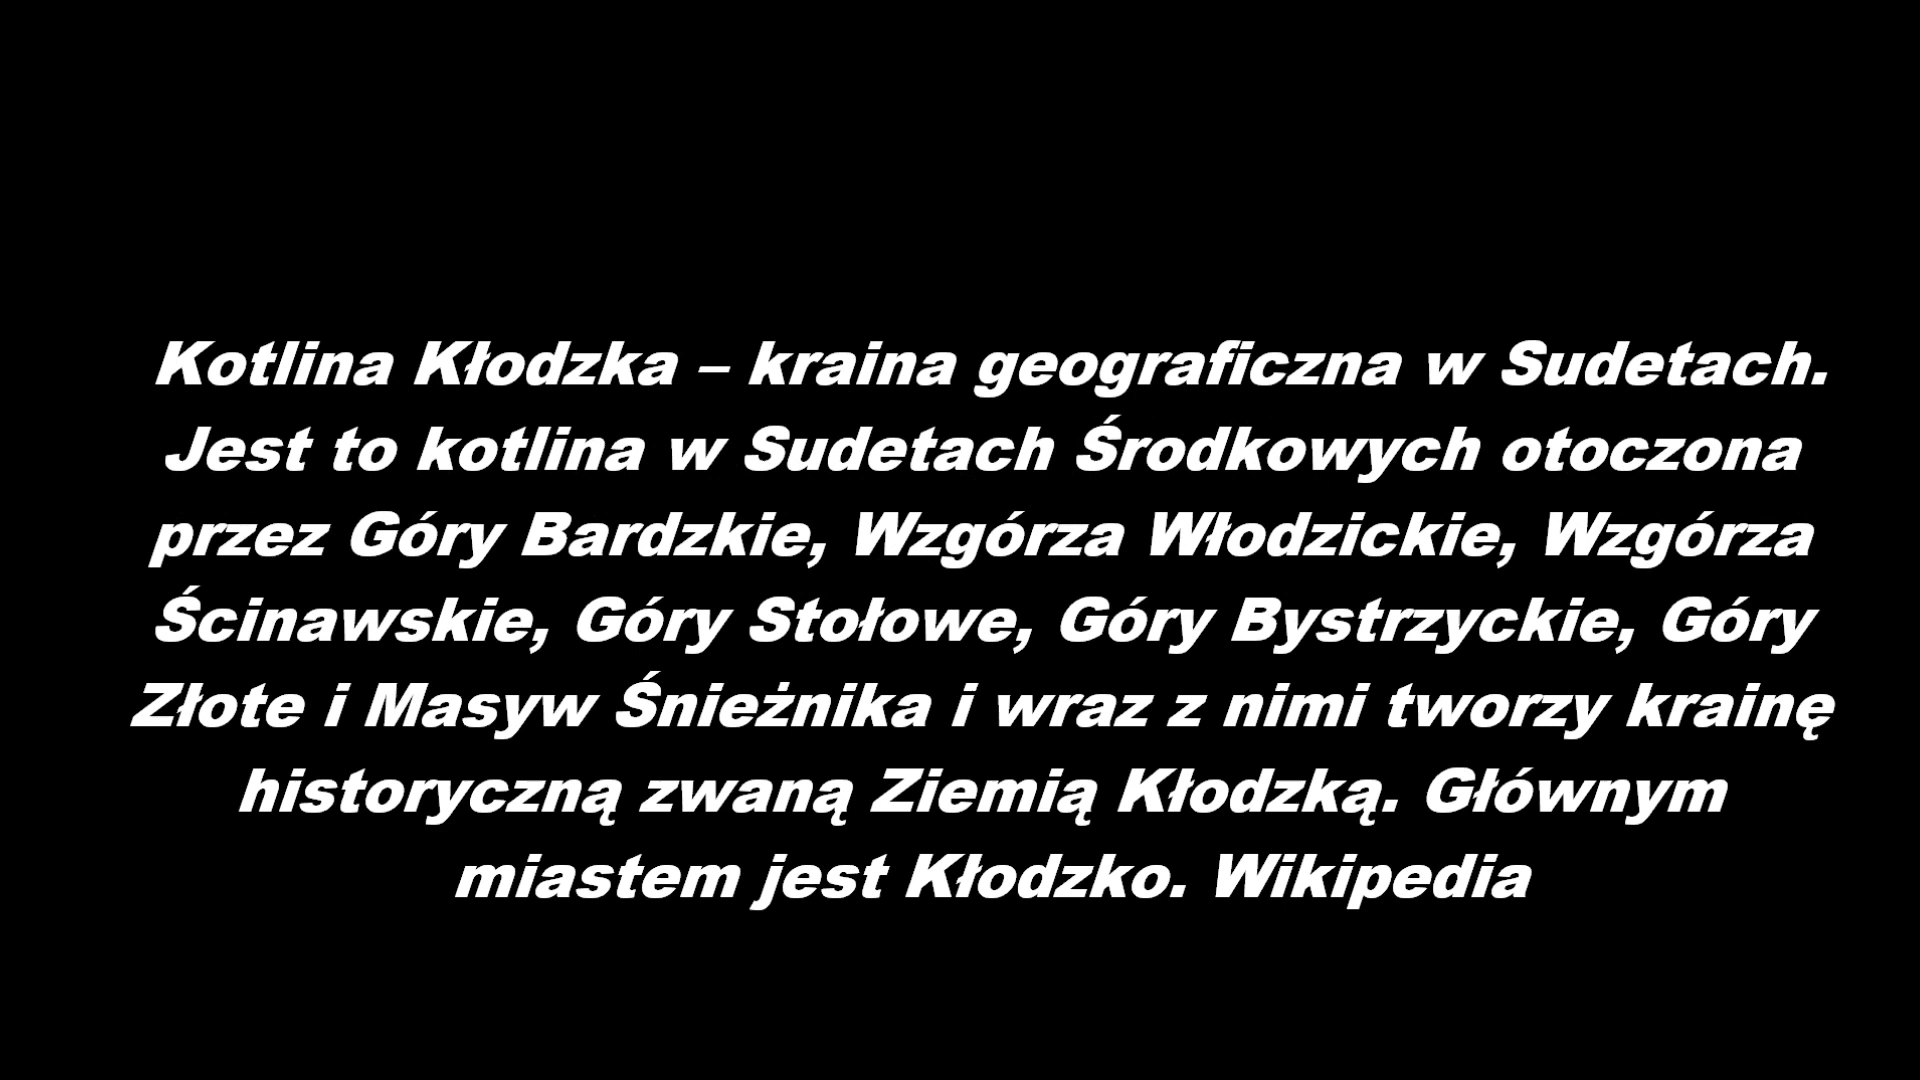 Kotlina Kłodzka – kraina geograficzna w Sudetach.
Jest to kotlina w Sudetach Środkowych otoczona
przez Góry Bardzkie, Wzgórza Włodzickie, Wzgórza
Ścinawskie, Góry Stołowe, Góry Bystrzyckie, Góry
Złote i Masyw Śnieżnika i wraz z nimi tworzy krainę
historyczną zwaną Ziemią Kłodzką. Głównym
miastem jest Kłodzko. Wikipedia